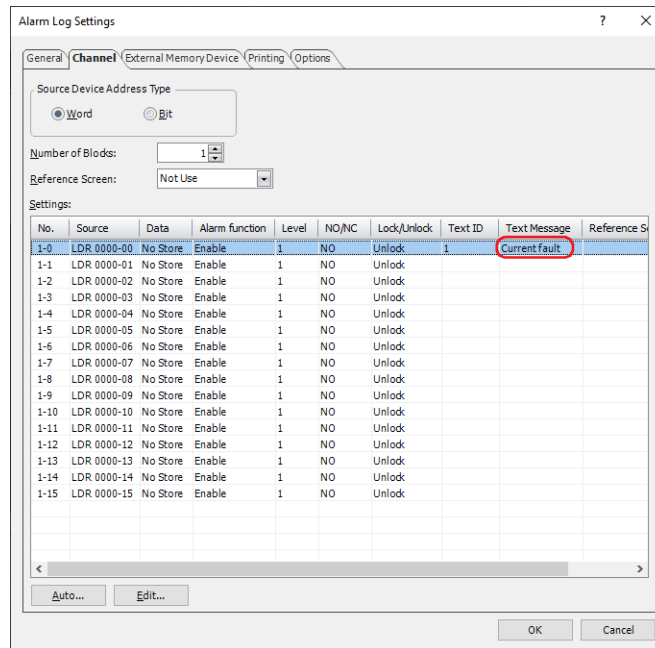 Alarm Log Settings ? ×
General Channel External Memory Device Printing Options
Source Device Address Type
Word Bit
Number of Blocks: 1
Reference Screen: Not Use
Settings:
No. Source Data Alarm function Level NO/NC Lock/Unlock Text ID Text Message Reference S
1-0 LDR 0000-00 No Store Enable 1 NO Unlock 1 Current fault
1-1 LDR 0000-01 No Store Enable 1 NO Unlock
1-2 LDR 0000-02 No Store Enable 1 NO Unlock
1-3 LDR 0000-03 No Store Enable 1 NO Unlock
1-4 LDR 0000-04 No Store Enable 1 NO Unlock
1-5 LDR 0000-05 No Store Enable 1 NO Unlock
1-6 LDR 0000-06 No Store Enable 1 NO Unlock
1-7 LDR 0000-07 No Store Enable 1 NO Unlock
1-8 LDR 0000-08 No Store Enable 1 NO Unlock
1-9 LDR 0000-09 No Store Enable 1 NO Unlock
1-10 LDR 0000-10 No Store Enable 1 NO Unlock
1-11 LDR 0000-11 No Store Enable 1 NO Unlock
1-12 LDR 0000-12 No Store Enable 1 NO Unlock
1-13 LDR 0000-13 No Store Enable 1 NO Unlock
1-14 LDR 0000-14 No Store Enable 1 NO Unlock
1-15 LDR 0000-15 No Store Enable 1 NO Unlock
Auto... Edit...
OK Cancel